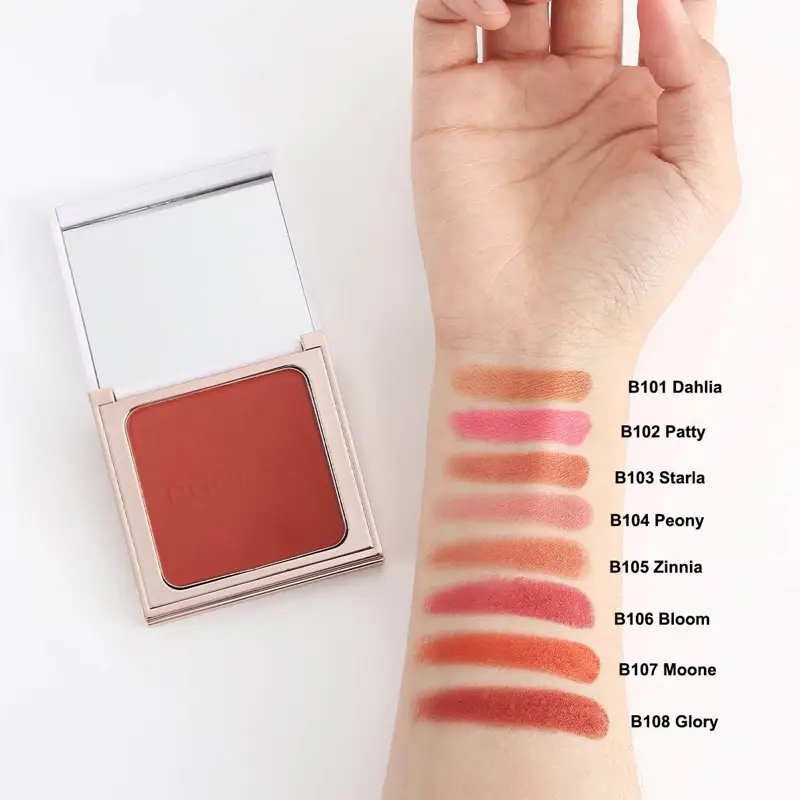 B101 Dahlia
B102 Patty
B103 Starla
B104 Peony
B105 Zinnia
B106 Bloom
B107 Moone
B108 Glory